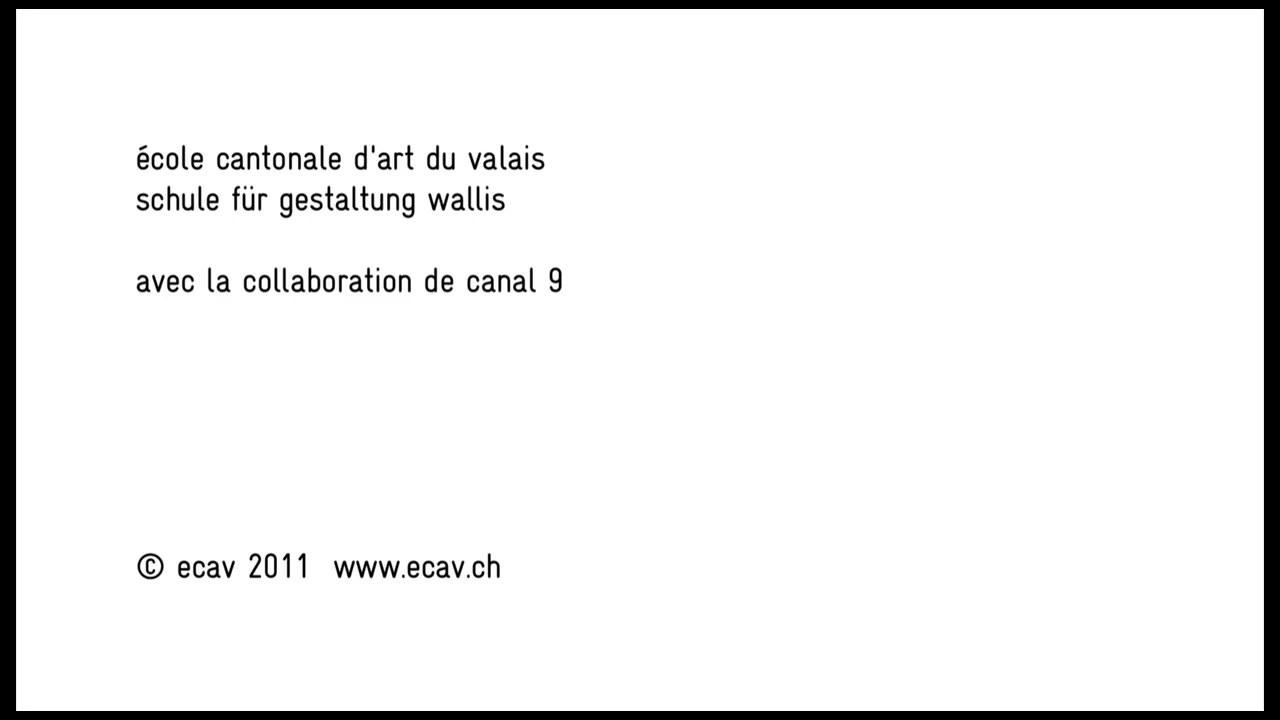 école cantonale d'art du valais
schule für gestaltung wallis
avec la collaboration de canal 9
© ecav 2011 www.ecav.ch